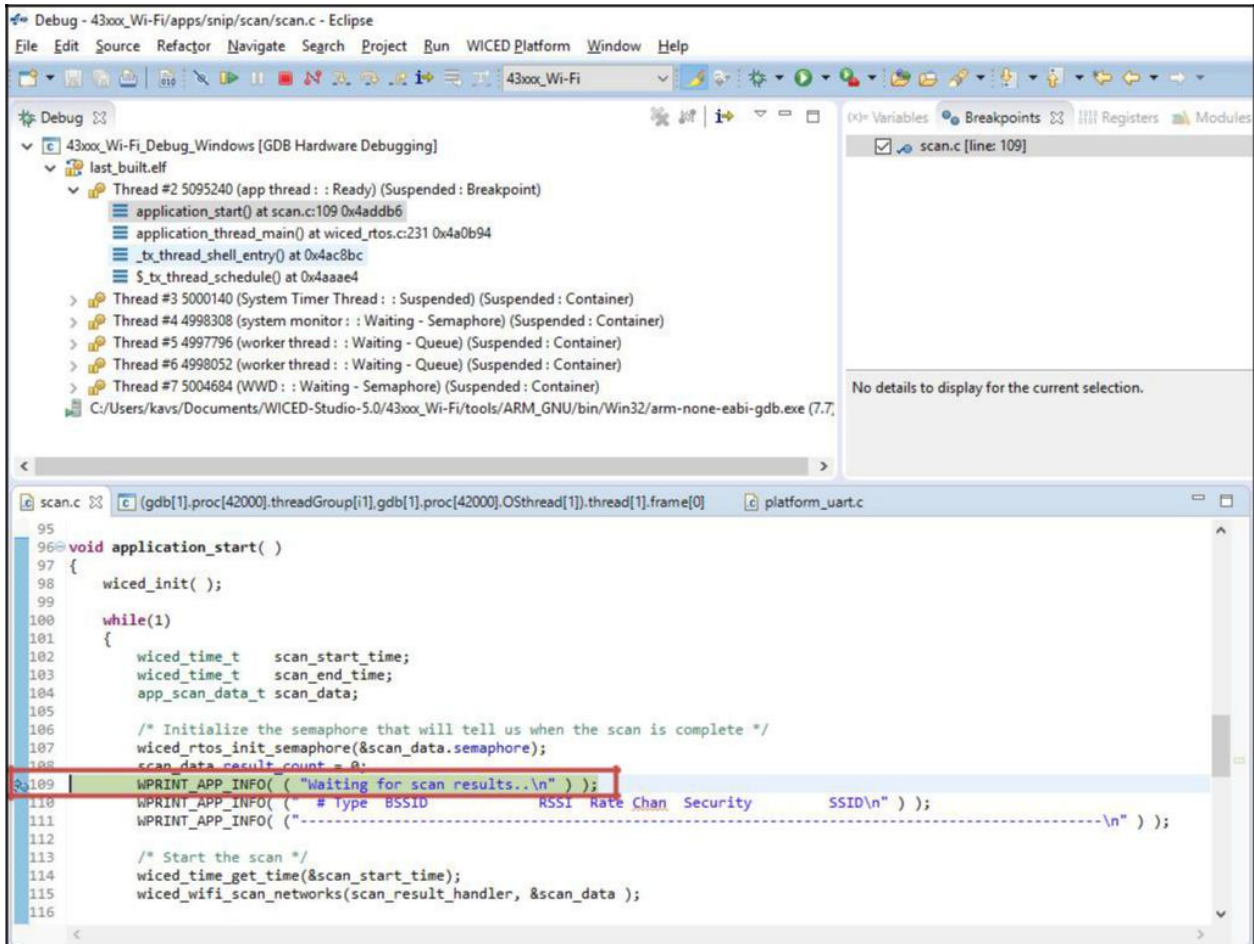 Debug - 43xxx_Wi-Fi/apps/snip/scan/scan.c - Eclipse
File Edit Source Refactor Navigate Search Project Run WICED Platform Window Help
43xxx_Wi-Fi
Debug
(x)= Variables Breakpoints Registers Modules
43xxx_Wi-Fi_Debug_Windows [GDB Hardware Debugging]
scan.c [line: 109]
last_built.elf
Thread #2 5095240 (app thread : : Ready) (Suspended : Breakpoint)
application_start() at scan.c:109 0x4addb6
application_thread_main() at wiced_rtos.c:231 0x4a0b94
_tx_thread_shell_entry() at 0x4ac8bc
$_tx_thread_schedule() at 0x4aaae4
Thread #3 5000140 (System Timer Thread : : Suspended) (Suspended : Container)
Thread #4 4998308 (system monitor : : Waiting - Semaphore) (Suspended : Container)
Thread #5 4997796 (worker thread : : Waiting - Queue) (Suspended : Container)
Thread #6 4998052 (worker thread : : Waiting - Queue) (Suspended : Container)
Thread #7 5004684 (WWD : : Waiting - Semaphore) (Suspended : Container)
C:/Users/kavs/Documents/WICED-Studio-5.0/43xxx_Wi-Fi/tools/ARM_GNU/bin/Win32/arm-none-eabi-gdb.exe (7.7
No details to display for the current selection.
scan.c (gdb[1].proc[42000].threadGroup[i1],gdb[1].proc[42000].OSthread[1]).thread[1].frame[0] platform_uart.c
95
96 void application_start( )
97 {
98 wiced_init( );
99
100 while(1)
101 {
102 wiced_time_t scan_start_time;
103 wiced_time_t scan_end_time;
104 app_scan_data_t scan_data;
105
106 /* Initialize the semaphore that will tell us when the scan is complete */
107 wiced_rtos_init_semaphore(&scan_data.semaphore);
108 scan_data.result_count = 0;
109 WPRINT_APP_INFO( ( "Waiting for scan results..\n" ) );
110 WPRINT_APP_INFO( (" # Type BSSID RSSI Rate Chan Security SSID\n" ) );
111 WPRINT_APP_INFO( ("----------------------------------------------------------------------------------------------------\n" ) );
112
113 /* Start the scan */
114 wiced_time_get_time(&scan_start_time);
115 wiced_wifi_scan_networks(scan_result_handler, &scan_data );
116